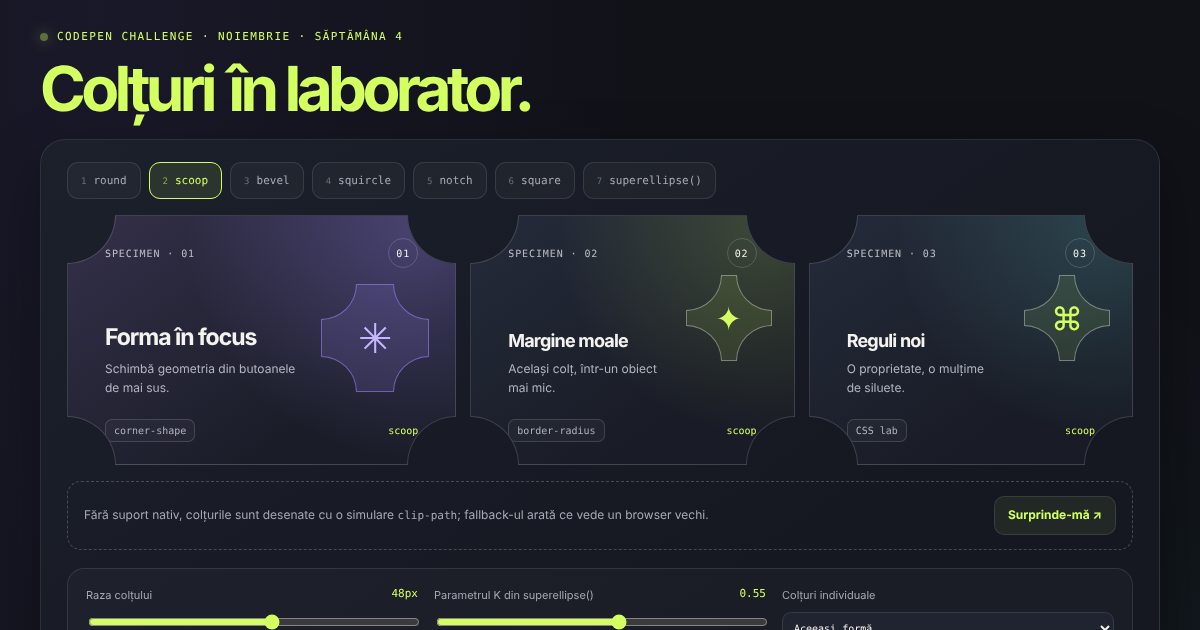 CODEPEN CHALLENGE · NOIEMBRIE · SĂPTĂMÂNA 4
Colțuri în laborator.
1 round
2 scoop
3 bevel
4 squircle
5 notch
6 square
7 superellipse()
SPECIMEN · 01
01
Forma în focus
Schimbă geometria din butoanele
de mai sus.
corner-shape
scoop
SPECIMEN · 02
02
Margine moale
Același colț, într-un obiect
mai mic.
border-radius
scoop
SPECIMEN · 03
03
Reguli noi
O proprietate, o mulțime
de siluete.
CSS lab
scoop
Fără suport nativ, colțurile sunt desenate cu o simulare clip-path; fallback-ul arată ce vede un browser vechi.
Surprinde-mă ↗
Raza colțului
48px
Parametrul K din superellipse()
0.55
Colțuri individuale
Aceeași formă